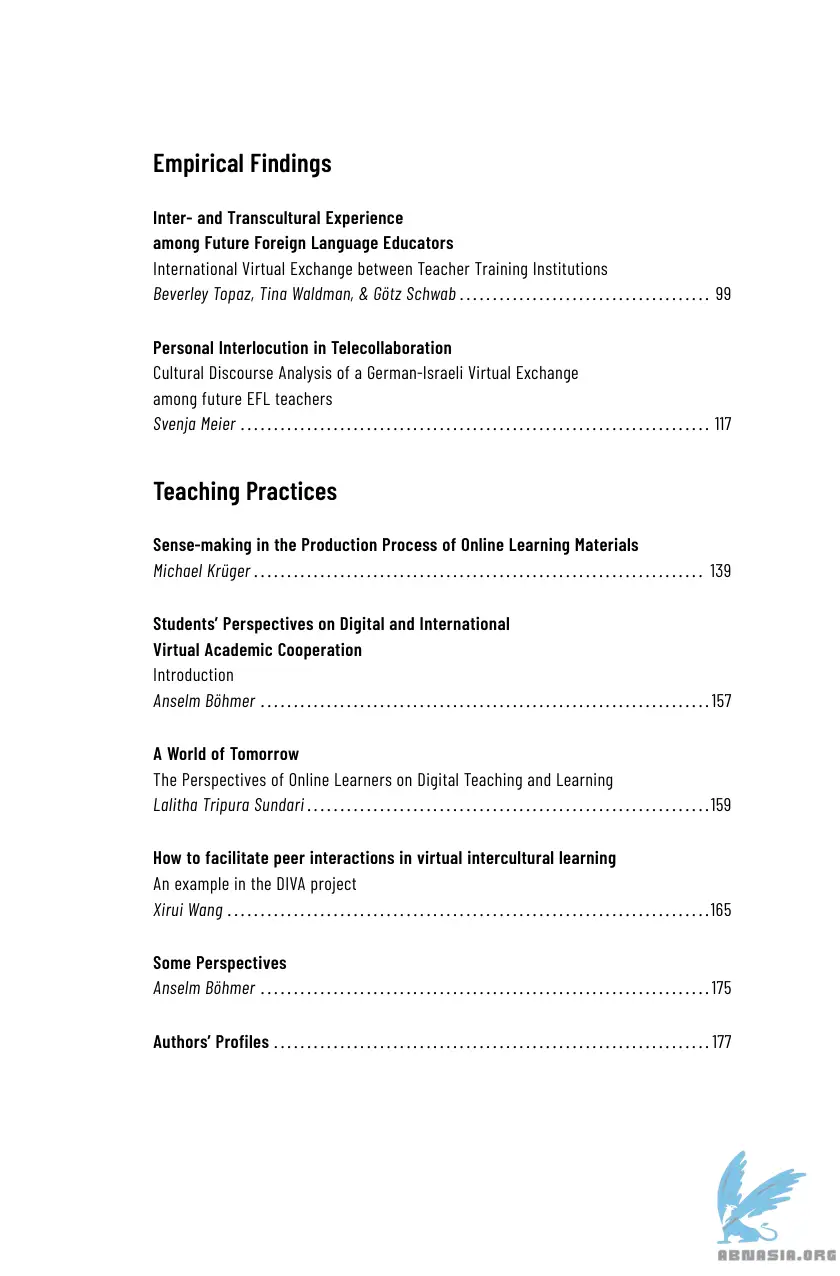 Empirical Findings
Inter- and Transcultural Experience
among Future Foreign Language Educators
International Virtual Exchange between Teacher Training Institutions
Beverley Topaz, Tina Waldman, & Götz Schwab ...................................... 99
Personal Interlocution in Telecollaboration
Cultural Discourse Analysis of a German-Israeli Virtual Exchange
among future EFL teachers
Svenja Meier ....................................................................... 117
Teaching Practices
Sense-making in the Production Process of Online Learning Materials
Michael Krüger .................................................................... 139
Students’ Perspectives on Digital and International
Virtual Academic Cooperation
Introduction
Anselm Böhmer .................................................................... 157
A World of Tomorrow
The Perspectives of Online Learners on Digital Teaching and Learning
Lalitha Tripura Sundari ............................................................. 159
How to facilitate peer interactions in virtual intercultural learning
An example in the DIVA project
Xirui Wang ......................................................................... 165
Some Perspectives
Anselm Böhmer .................................................................... 175
Authors’ Profiles .................................................................. 177
ABNASIA.ORG